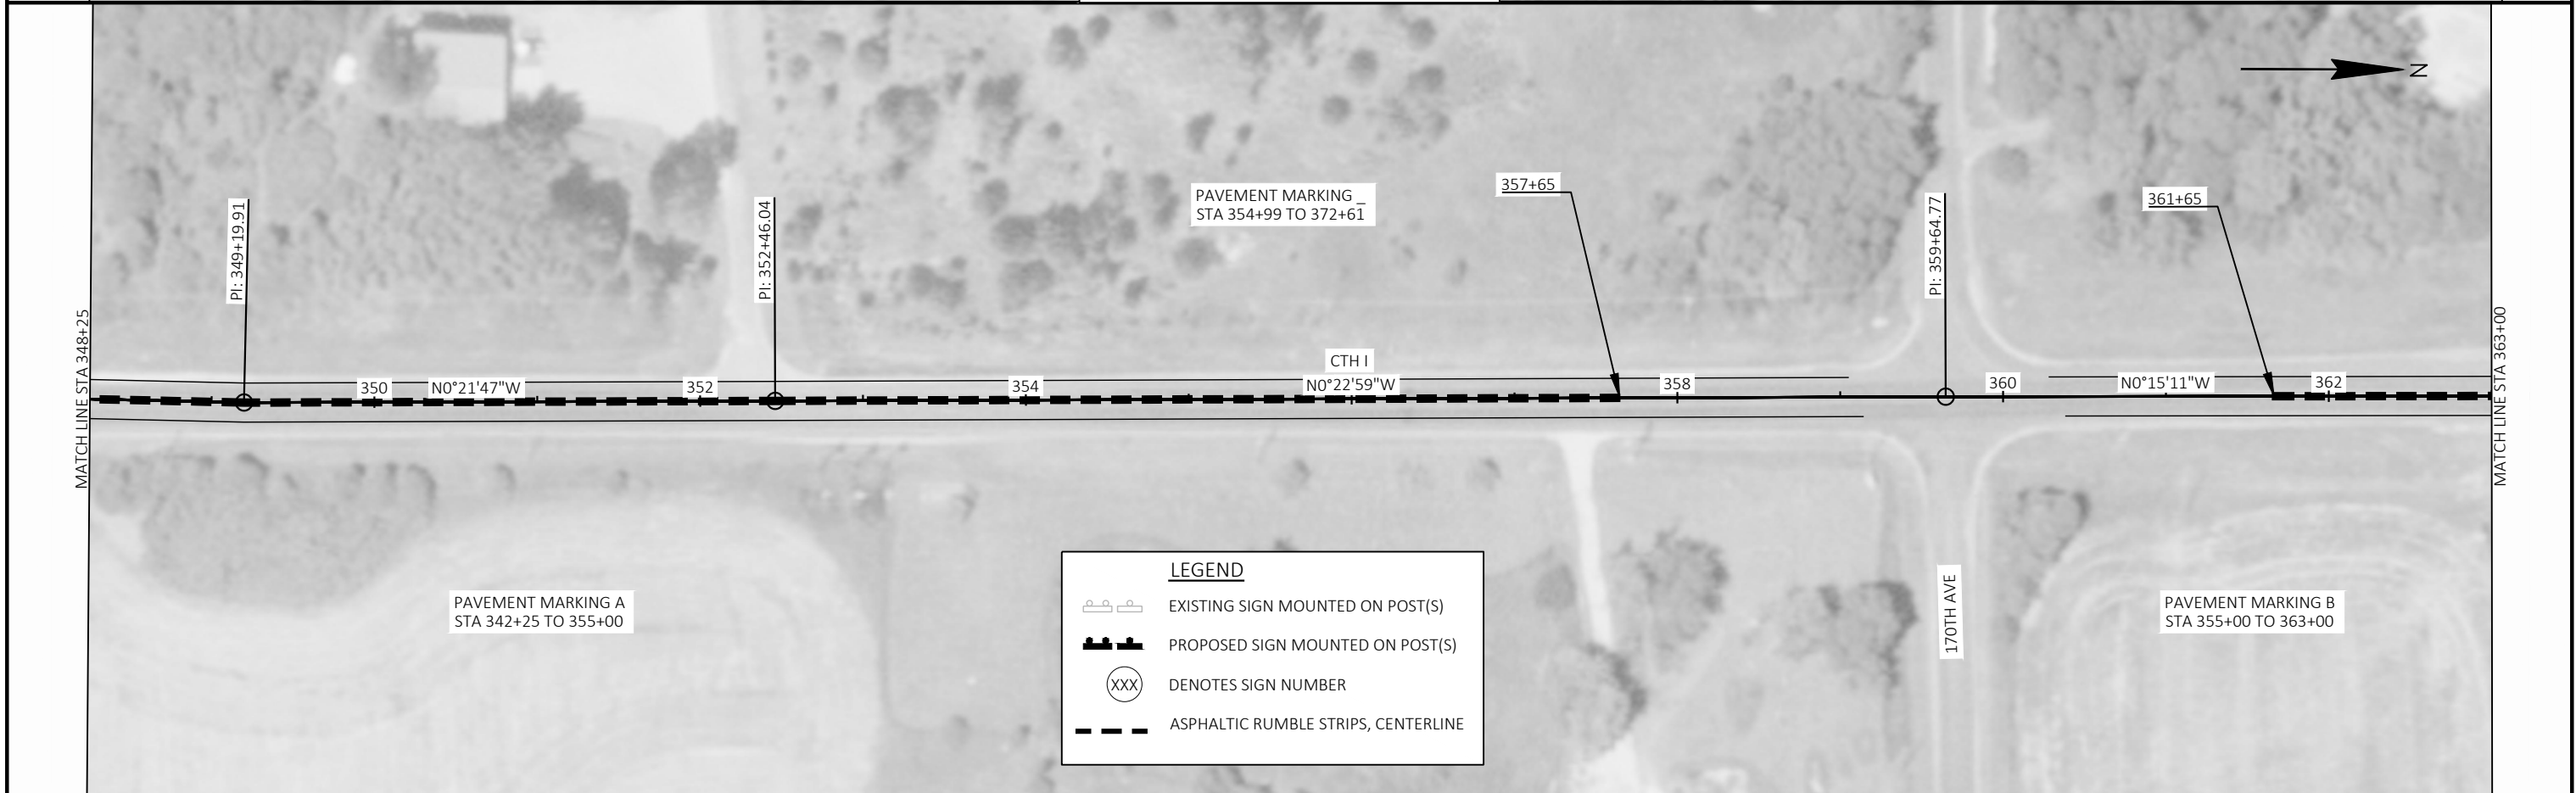 N
PAVEMENT MARKING _
STA 354+99 TO 372+61
357+65
361+65
PI: 349+19.91
PI: 352+46.04
PI: 359+64.77
MATCH LINE STA 348+25
MATCH LINE STA 363+00
CTH I
350
N0°21'47"W
352
354
N0°22'59"W
358
360
N0°15'11"W
362
PAVEMENT MARKING A
STA 342+25 TO 355+00
LEGEND
EXISTING SIGN MOUNTED ON POST(S)
PROPOSED SIGN MOUNTED ON POST(S)
XXX
DENOTES SIGN NUMBER
ASPHALTIC RUMBLE STRIPS, CENTERLINE
170TH AVE
PAVEMENT MARKING B
STA 355+00 TO 363+00